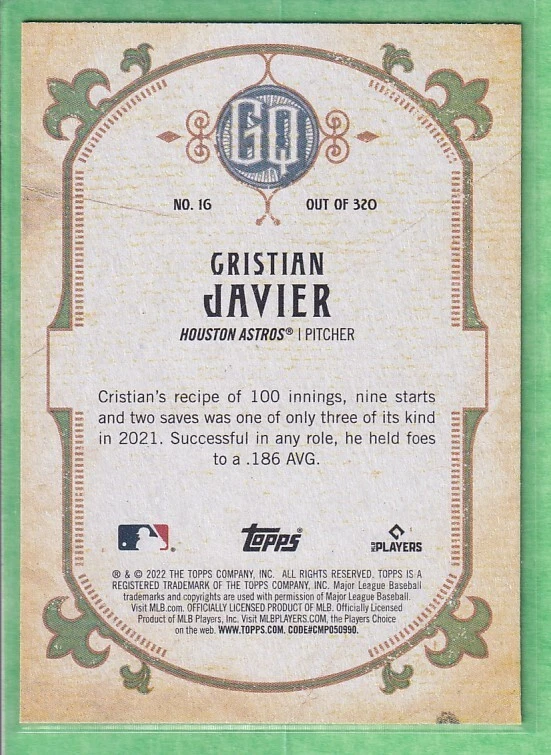 GQ
NO. 16 OUT OF 320
CRISTIAN
JAVIER
HOUSTON ASTROS® | PITCHER
Cristian's recipe of 100 innings, nine starts
and two saves was one of only three of its kind
in 2021. Successful in any role, he held foes
to a .186 AVG.
topps® MLB PLAYERS
® & © 2022 THE TOPPS COMPANY, INC. ALL RIGHTS RESERVED. TOPPS IS A
REGISTERED TRADEMARK OF THE TOPPS COMPANY, INC. Major League Baseball
trademarks and copyrights are used with permission of Major League Baseball.
Visit MLB.com. OFFICIALLY LICENSED PRODUCT OF MLB. Officially Licensed
Product of MLB Players, Inc. Visit MLBPLAYERS.COM, the Players Choice
on the web. WWW.TOPPS.COM. CODE#CMP050990.